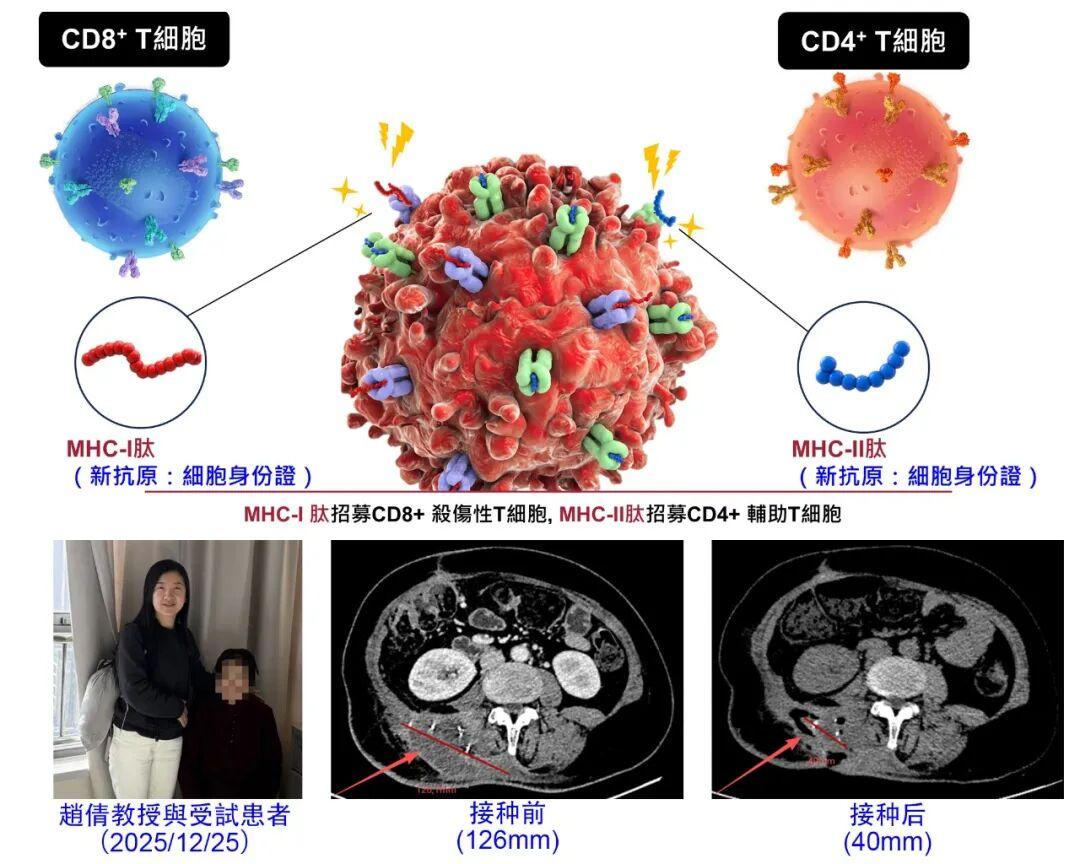 CD8⁺ T細胞
CD4⁺ T細胞
MHC-I肽
（新抗原：細胞身份證）
MHC-II肽
（新抗原：細胞身份證）
MHC-I 肽招募CD8+ 殺傷性T細胞, MHC-II肽招募CD4+ 輔助T細胞
40mm
趙倩教授與受試患者
（2025/12/25）
接种前
(126mm)
接种后
(40mm)